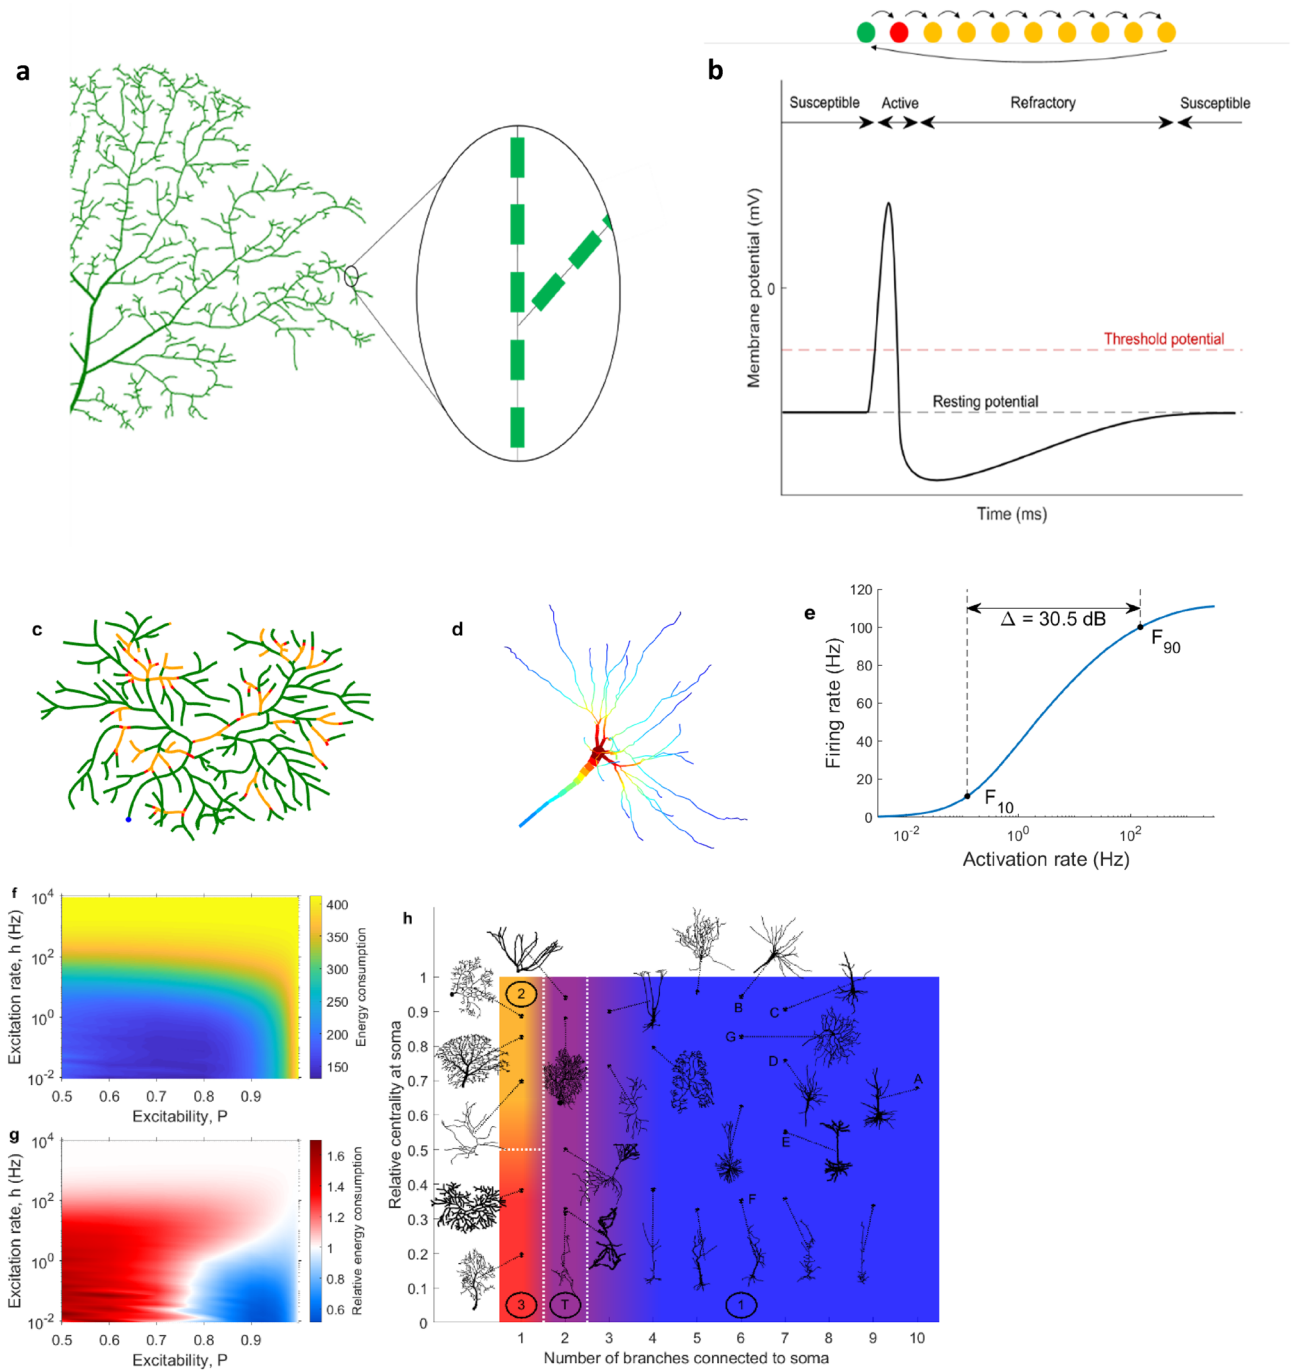 a
b
Susceptible Active Refractory Susceptible
Membrane potential (mV)
0
Threshold potential
Resting potential
Time (ms)
c
d
e
Firing rate (Hz)
120
100
80
60
40
20
0
Δ = 30.5 dB
F90
F10
10-2 100 102
Activation rate (Hz)
f
Excitation rate, h (Hz)
104
102
100
10-2
0.5 0.6 0.7 0.8 0.9
Excitability, P
400
350
300
250
200
150
Energy consumption
g
Excitation rate, h (Hz)
104
102
100
10-2
0.5 0.6 0.7 0.8 0.9
Excitability, P
1.6
1.4
1.2
1
0.8
0.6
Relative energy consumption
h
Relative centrality at soma
1
0.9
0.8
0.7
0.6
0.5
0.4
0.3
0.2
0.1
0
2
B
C
G
D
A
E
F
3
T
1
1 2 3 4 5 6 7 8 9 10
Number of branches connected to soma